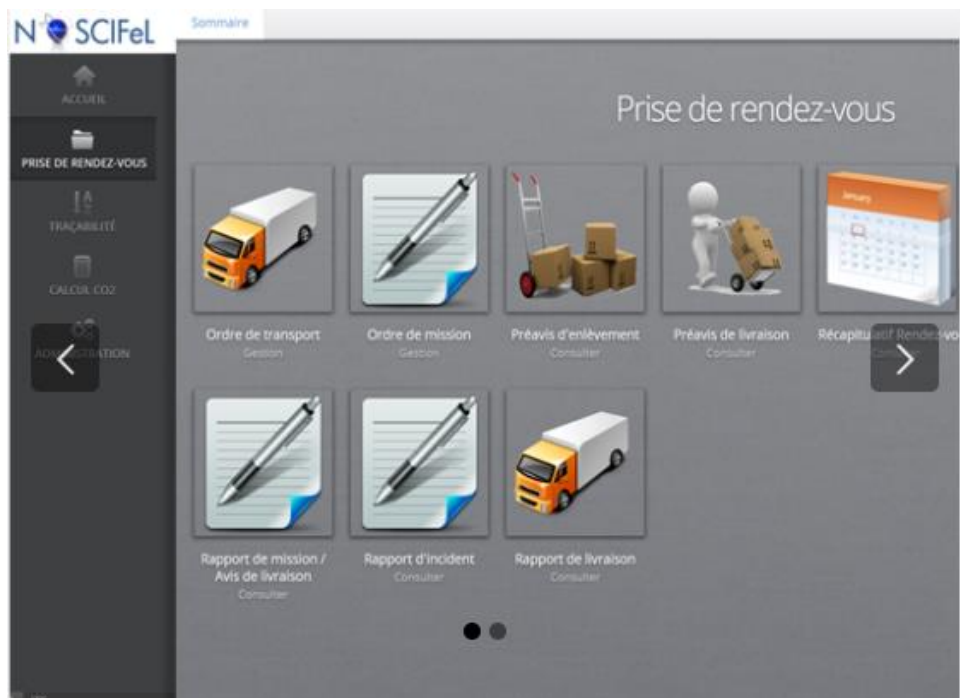 N SCIFeL
Sommaire
ACCUEIL
PRISE DE RENDEZ-VOUS
TRAÇABILITÉ
CALCUL CO2
ADMINISTRATION
Prise de rendez-vous
January
Ordre de transport
Gestion
Ordre de mission
Gestion
Préavis d'enlèvement
Consulter
Préavis de livraison
Consulter
Récapitulatif Rendez-vo
Rapport de mission /
Avis de livraison
Consulter
Rapport d'incident
Consulter
Rapport de livraison
Consulter